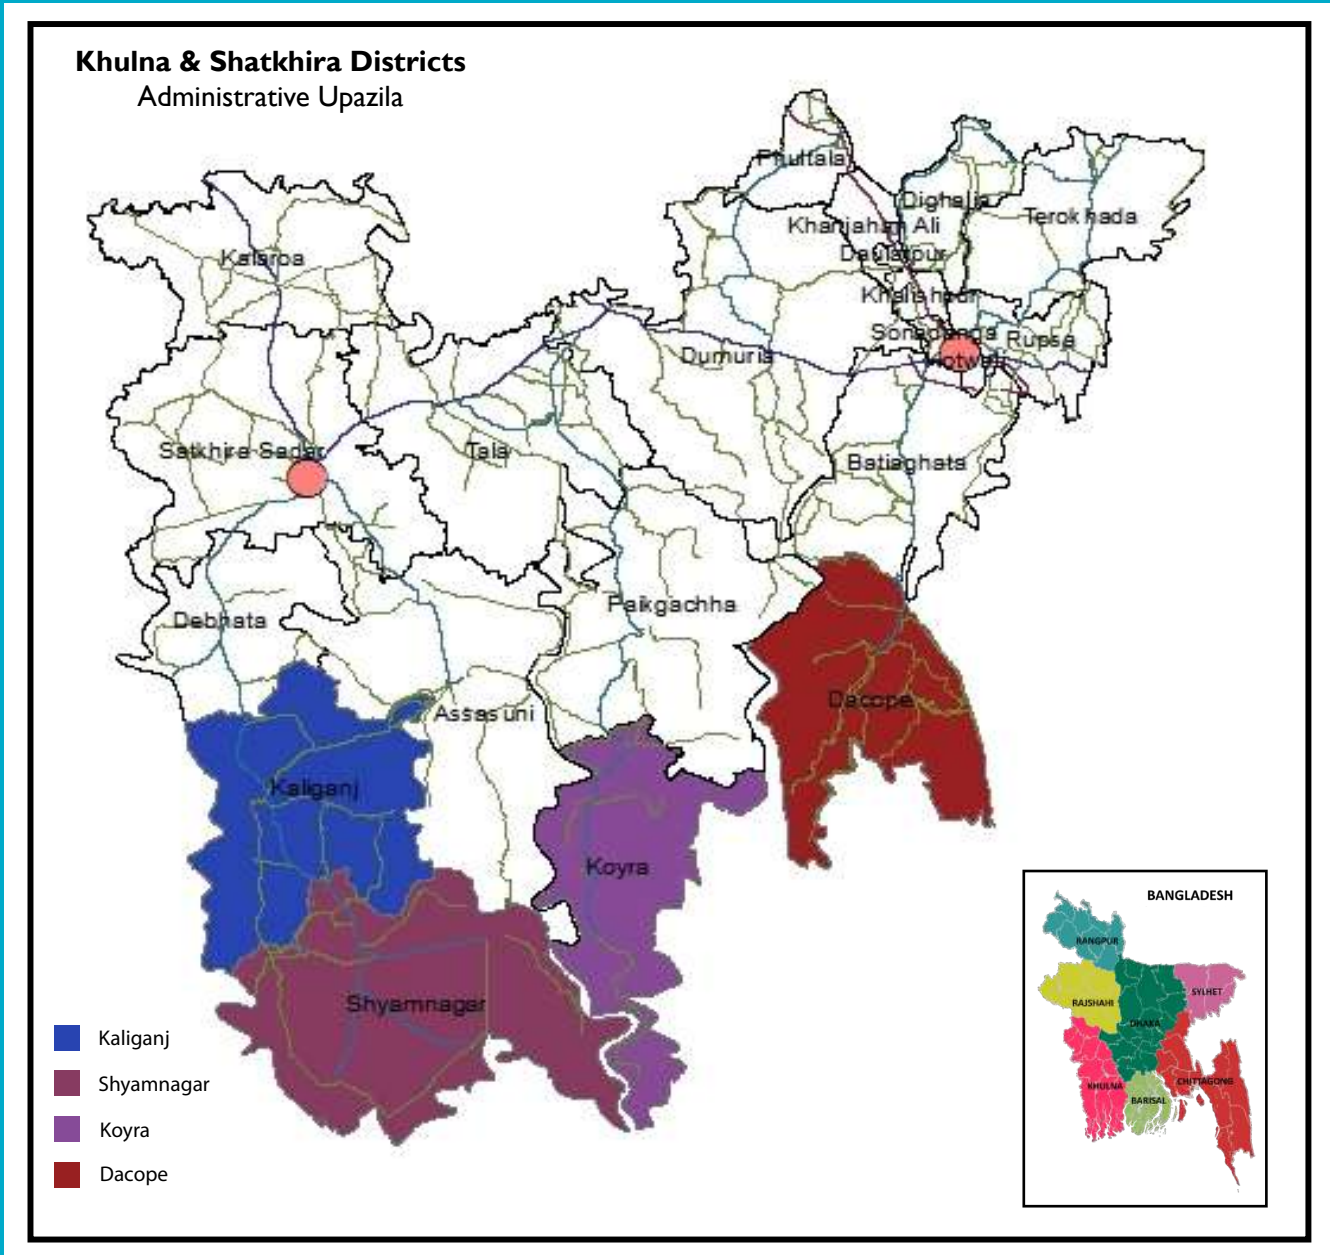 Khulna & Shatkhira Districts
Administrative Upazila
Phultala
Dighalia
Terokhada
Khanjahan Ali
Daulatpur
Kalaroa
Khalishpur
Sonadanga
Rupsa
Kotwali
Dumuria
Satkhira Sadar
Tala
Batiaghata
Paikgachha
Debhata
Dacope
Assasuni
Kaliganj
Koyra
Shyamnagar
Kaliganj
Shyamnagar
Koyra
Dacope
BANGLADESH
RANGPUR
SYLHET
RAJSHAHI
DHAKA
KHULNA
CHITTAGONG
BARISAL